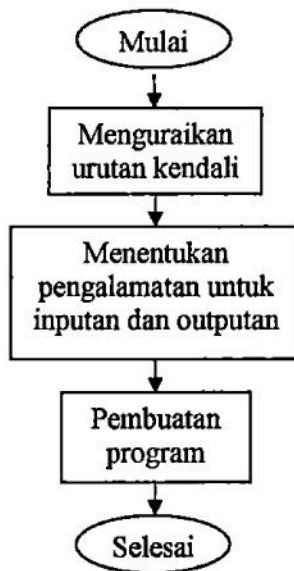 Mulai
Menguraikan
urutan kendali
Menentukan
pengalamatan untuk
inputan dan outputan
Pembuatan
program
Selesai